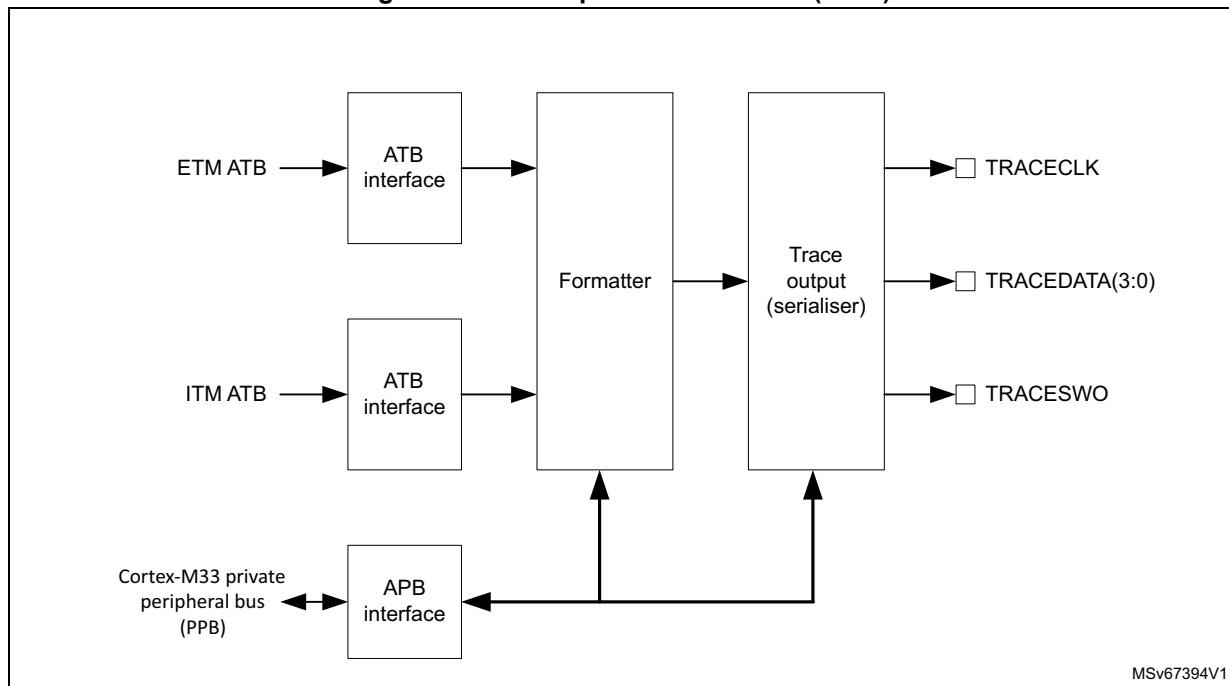 ETM ATB
ATB
interface
Formatter
Trace
output
(serialiser)
TRACECLK
TRACEDATA(3:0)
TRACESWO
ITM ATB
ATB
interface
Cortex-M33 private
peripheral bus
(PPB)
APB
interface
MSv67394V1